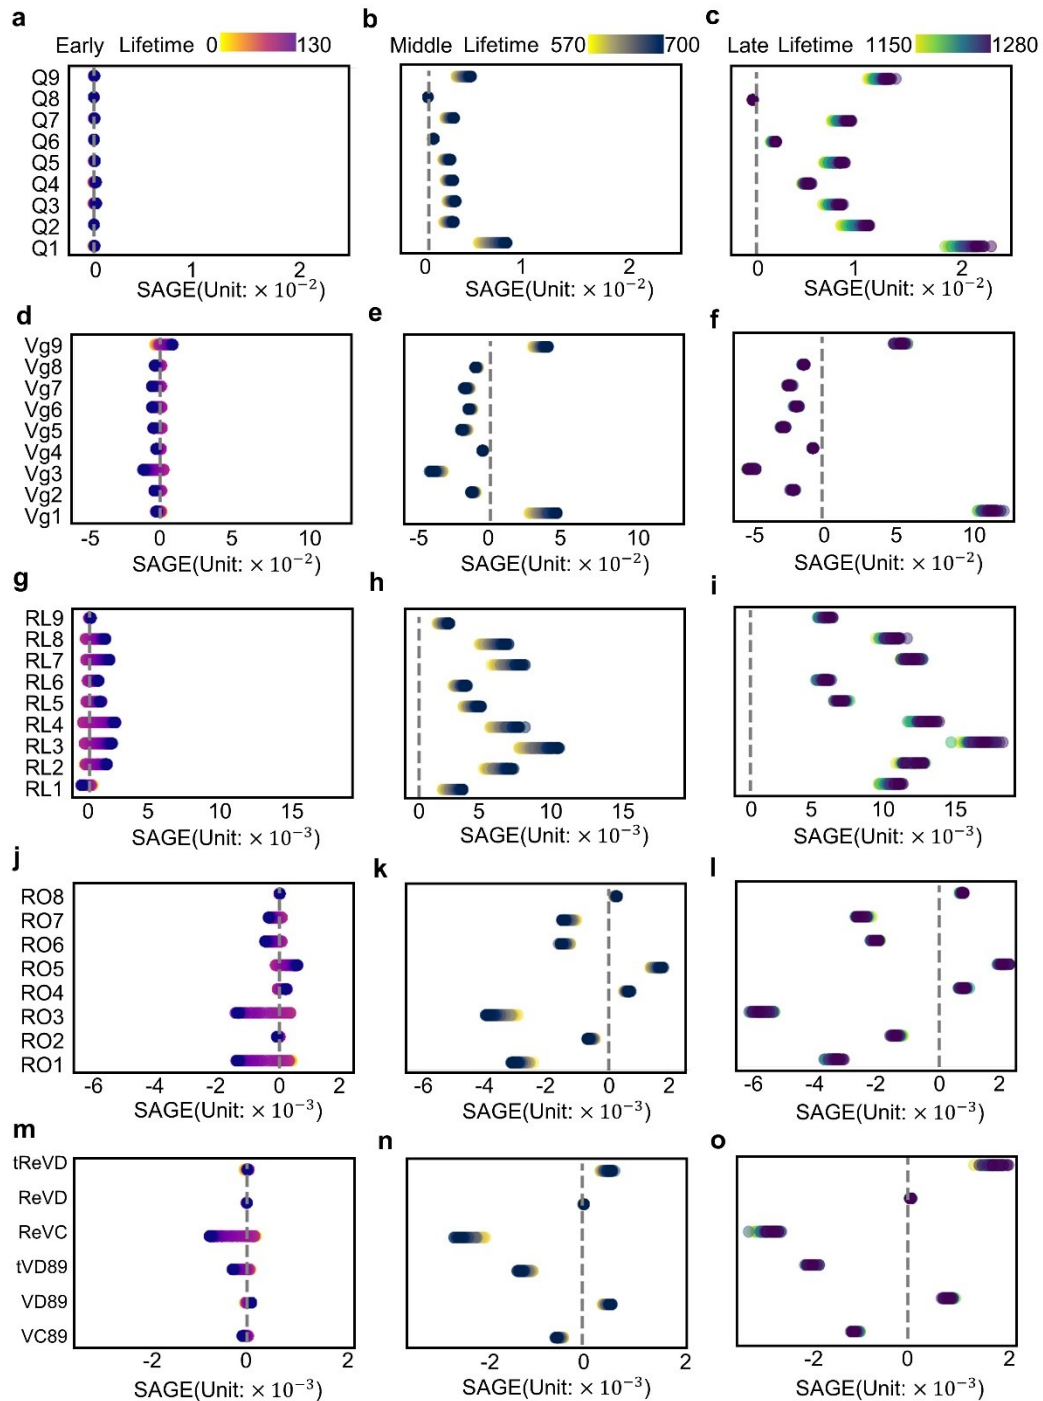 a
b
c
Early Lifetime 0 130
Middle Lifetime 570 700
Late Lifetime 1150 1280
Q9
Q8
Q7
Q6
Q5
Q4
Q3
Q2
Q1
0 1 2
0 1 2
0 1 2
SAGE(Unit: × 10⁻²)
SAGE(Unit: × 10⁻²)
SAGE(Unit: × 10⁻²)
d
e
f
Vg9
Vg8
Vg7
Vg6
Vg5
Vg4
Vg3
Vg2
Vg1
-5 0 5 10
-5 0 5 10
-5 0 5 10
SAGE(Unit: × 10⁻²)
SAGE(Unit: × 10⁻²)
SAGE(Unit: × 10⁻²)
g
h
i
RL9
RL8
RL7
RL6
RL5
RL4
RL3
RL2
RL1
0 5 10 15
0 5 10 15
0 5 10 15
SAGE(Unit: × 10⁻³)
SAGE(Unit: × 10⁻³)
SAGE(Unit: × 10⁻³)
j
k
l
RO8
RO7
RO6
RO5
RO4
RO3
RO2
RO1
-6 -4 -2 0 2
-6 -4 -2 0 2
-6 -4 -2 0 2
SAGE(Unit: × 10⁻³)
SAGE(Unit: × 10⁻³)
SAGE(Unit: × 10⁻³)
m
n
o
tReVD
ReVD
ReVC
tVD89
VD89
VC89
-2 0 2
-2 0 2
-2 0 2
SAGE(Unit: × 10⁻³)
SAGE(Unit: × 10⁻³)
SAGE(Unit: × 10⁻³)